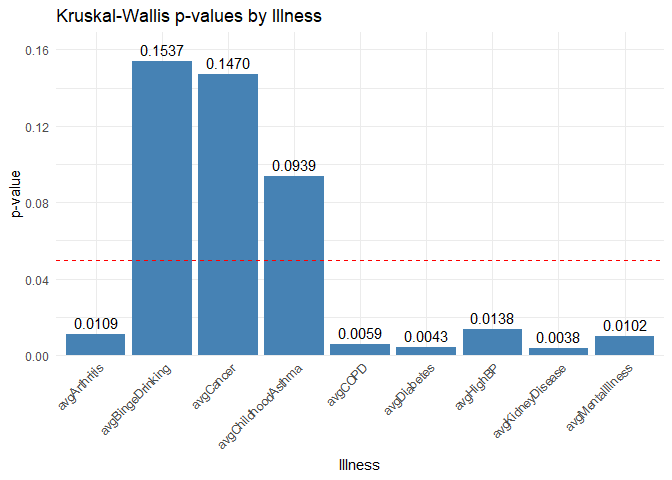 Kruskal-Wallis p-values by Illness
p-value
0.16
0.12
0.08
0.04
0.00
0.0109
0.1537
0.1470
0.0939
0.0059
0.0043
0.0138
0.0038
0.0102
avgArthritis
avgBingeDrinking
avgCancer
avgChildhoodAsthma
avgCOPD
avgDiabetes
avgHighBP
avgKidneyDisease
avgMentalIllness
Illness